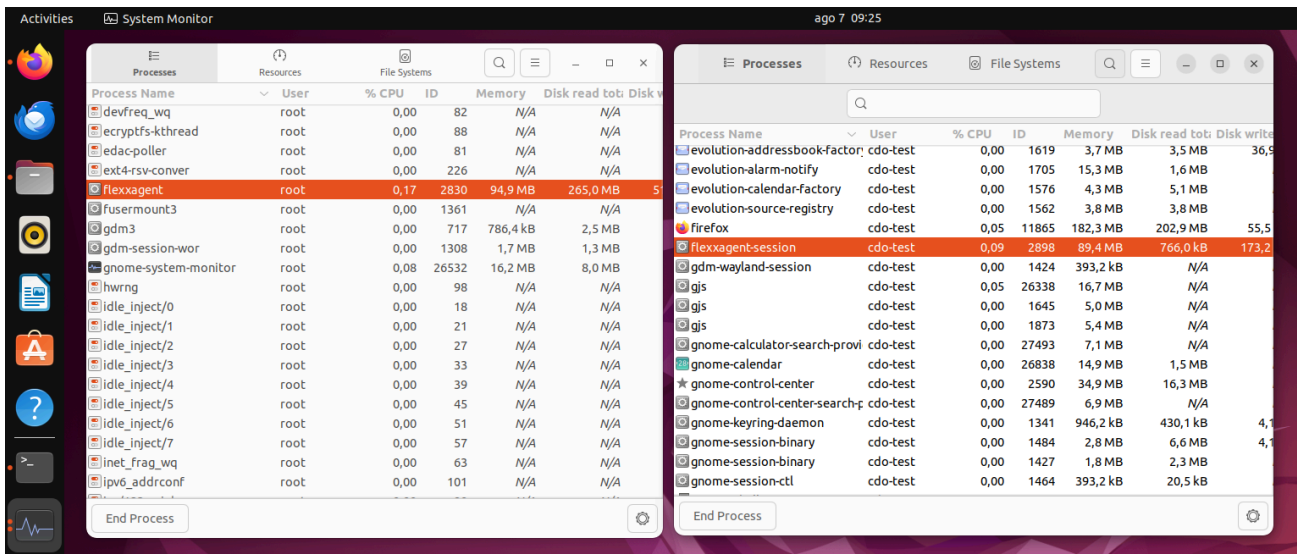 Activities System Monitor ago 7 09:25
Processes Resources File Systems
Process Name User % CPU ID Memory Disk read tota Disk w
devfreq_wq root 0,00 82 N/A N/A
ecryptfs-kthread root 0,00 88 N/A N/A
edac-poller root 0,00 81 N/A N/A
ext4-rsv-conver root 0,00 226 N/A N/A
flexxagent root 0,17 2830 94,9 MB 265,0 MB 51
fusermount3 root 0,00 1361 N/A N/A
gdm3 root 0,00 717 786,4 kB 2,5 MB
gdm-session-wor root 0,00 1308 1,7 MB 1,3 MB
gnome-system-monitor root 0,08 26532 16,2 MB 8,0 MB
hwrng root 0,00 98 N/A N/A
idle_inject/0 root 0,00 18 N/A N/A
idle_inject/1 root 0,00 21 N/A N/A
idle_inject/2 root 0,00 27 N/A N/A
idle_inject/3 root 0,00 33 N/A N/A
idle_inject/4 root 0,00 39 N/A N/A
idle_inject/5 root 0,00 45 N/A N/A
idle_inject/6 root 0,00 51 N/A N/A
idle_inject/7 root 0,00 57 N/A N/A
inet_frag_wq root 0,00 63 N/A N/A
ipv6_addrconf root 0,00 101 N/A N/A
End Process
Processes Resources File Systems
Process Name User % CPU ID Memory Disk read tota Disk write
evolution-addressbook-factory cdo-test 0,00 1619 3,7 MB 3,5 MB 36,9
evolution-alarm-notify cdo-test 0,00 1705 15,3 MB 1,6 MB
evolution-calendar-factory cdo-test 0,00 1576 4,3 MB 5,1 MB
evolution-source-registry cdo-test 0,00 1562 3,8 MB 3,8 MB
firefox cdo-test 0,05 11865 182,3 MB 202,9 MB 55,5
flexxagent-session cdo-test 0,09 2898 89,4 MB 766,0 kB 173,2
gdm-wayland-session cdo-test 0,00 1424 393,2 kB N/A
gjs cdo-test 0,05 26338 16,7 MB N/A
gjs cdo-test 0,00 1645 5,0 MB N/A
gjs cdo-test 0,00 1873 5,4 MB N/A
gnome-calculator-search-provi cdo-test 0,00 27493 7,1 MB N/A
gnome-calendar cdo-test 0,00 26838 14,9 MB 1,5 MB
gnome-control-center cdo-test 0,00 2590 34,9 MB 16,3 MB
gnome-control-center-search-p cdo-test 0,00 27489 6,9 MB N/A
gnome-keyring-daemon cdo-test 0,00 1341 946,2 kB 430,1 kB 4,1
gnome-session-binary cdo-test 0,00 1484 2,8 MB 6,6 MB 4,1
gnome-session-binary cdo-test 0,00 1427 1,8 MB 2,3 MB
gnome-session-ctl cdo-test 0,00 1464 393,2 kB 20,5 kB
End Process